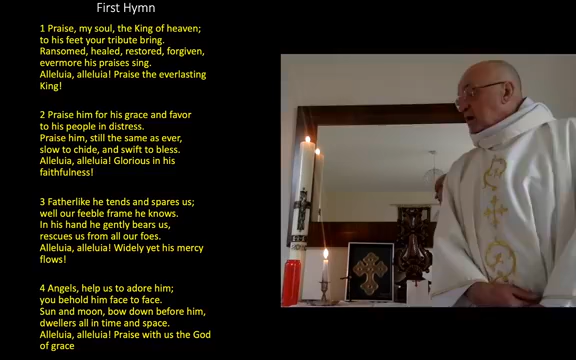 First Hymn
1 Praise, my soul, the King of heaven;
to his feet your tribute bring.
Ransomed, healed, restored, forgiven,
evermore his praises sing.
Alleluia, alleluia! Praise the everlasting
King!
2 Praise him for his grace and favor
to his people in distress.
Praise him, still the same as ever,
slow to chide, and swift to bless.
Alleluia, alleluia! Glorious in his
faithfulness!
3 Fatherlike he tends and spares us;
well our feeble frame he knows.
In his hand he gently bears us,
rescues us from all our foes.
Alleluia, alleluia! Widely yet his mercy
flows!
4 Angels, help us to adore him;
you behold him face to face.
Sun and moon, bow down before him,
dwellers all in time and space.
Alleluia, alleluia! Praise with us the God
of grace